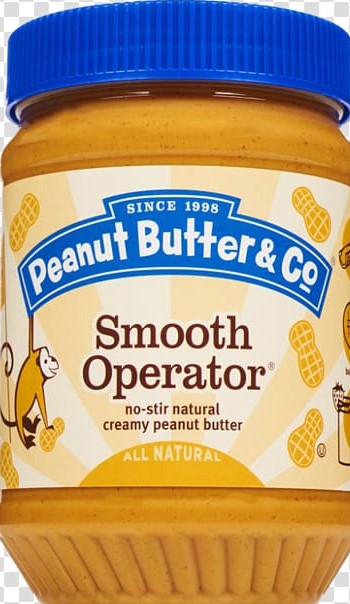 SINCE 1998
Peanut Butter & Co®
Smooth
Operator®
no-stir natural
creamy peanut butter
ALL NATURAL